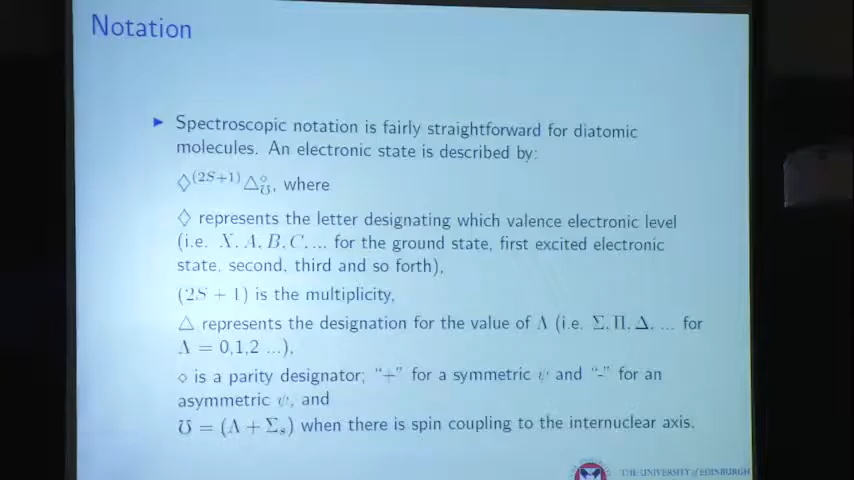 Notation
► Spectroscopic notation is fairly straightforward for diatomic
molecules. An electronic state is described by:
◊^(2S+1) △^⋄_℧, where
◊ represents the letter designating which valence electronic level
(i.e. X, A, B, C, ... for the ground state, first excited electronic
state, second, third and so forth),
(2S + 1) is the multiplicity,
△ represents the designation for the value of Λ (i.e. Σ, Π, Δ, ... for
Λ = 0,1,2 ...),
⋄ is a parity designator; "+" for a symmetric ψ and "-" for an
asymmetric ψ, and
℧ = (Λ + Σ_s) when there is spin coupling to the internuclear axis.
THE UNIVERSITY of EDINBURGH